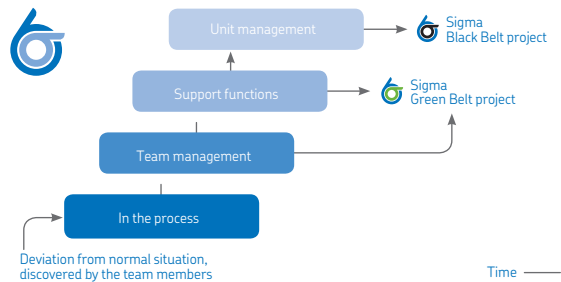 Unit management
Sigma
Black Belt project
Support functions
Sigma
Green Belt project
Team management
In the process
Deviation from normal situation,
discovered by the team members
Time